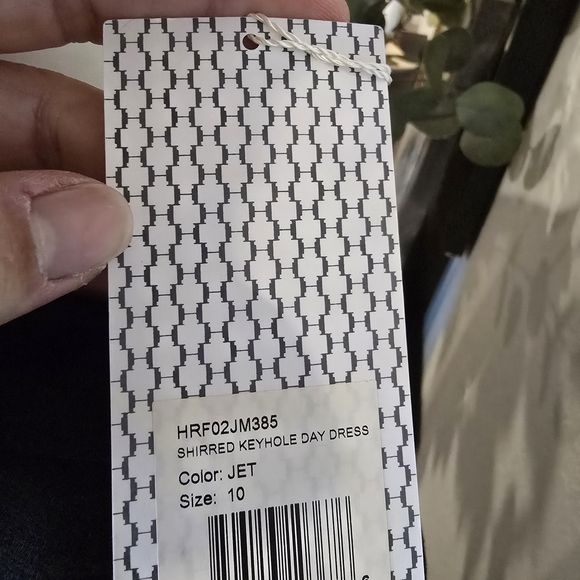 HRF02JM385
SHIRRED KEYHOLE DAY DRESS
Color: JET
Size: 10